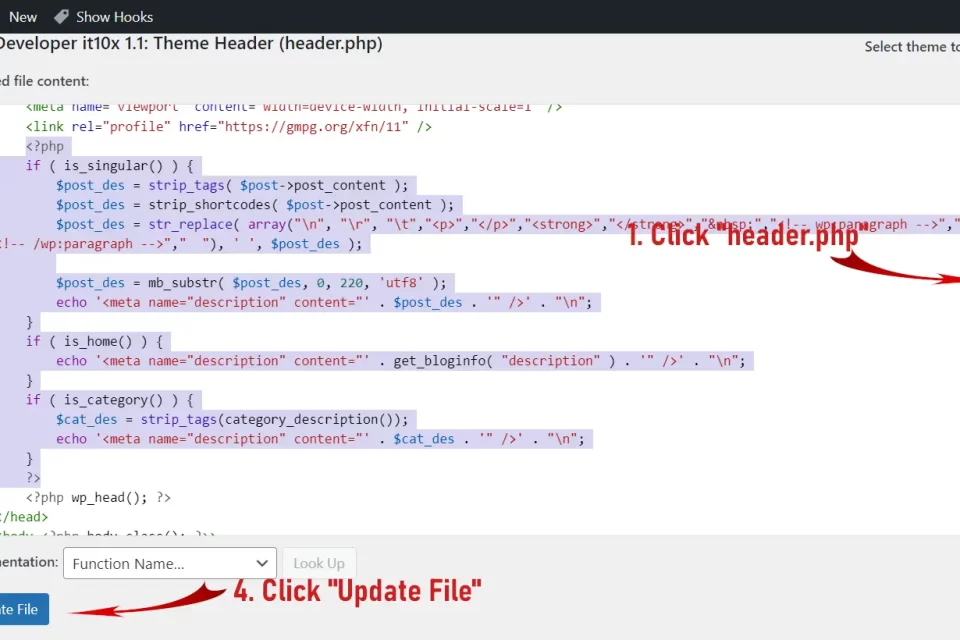 New Show Hooks
Developer it10x 1.1: Theme Header (header.php)
Select theme to
ed file content:
<meta name="viewport" content="width=device-width, initial-scale=1" />
<link rel="profile" href="https://gmpg.org/xfn/11" />
<?php
if ( is_singular() ) {
$post_des = strip_tags( $post->post_content );
$post_des = strip_shortcodes( $post->post_content );
$post_des = str_replace( array("\n", "\r", "\t","<p>","</p>","<strong>","</strong>","&nbsp;","<!-- wp:paragraph -->","
<!-- /wp:paragraph -->"," "), ' ', $post_des );
1. Click "header.php"
$post_des = mb_substr( $post_des, 0, 220, 'utf8' );
echo '<meta name="description" content="' . $post_des . '" />' . "\n";
}
if ( is_home() ) {
echo '<meta name="description" content="' . get_bloginfo( "description" ) . '" />' . "\n";
}
if ( is_category() ) {
$cat_des = strip_tags(category_description());
echo '<meta name="description" content="' . $cat_des . '" />' . "\n";
}
?>
<?php wp_head(); ?>
</head>
<body <?php body_class(); ?>>
mentation: Function Name... Look Up
4. Click "Update File"
te File